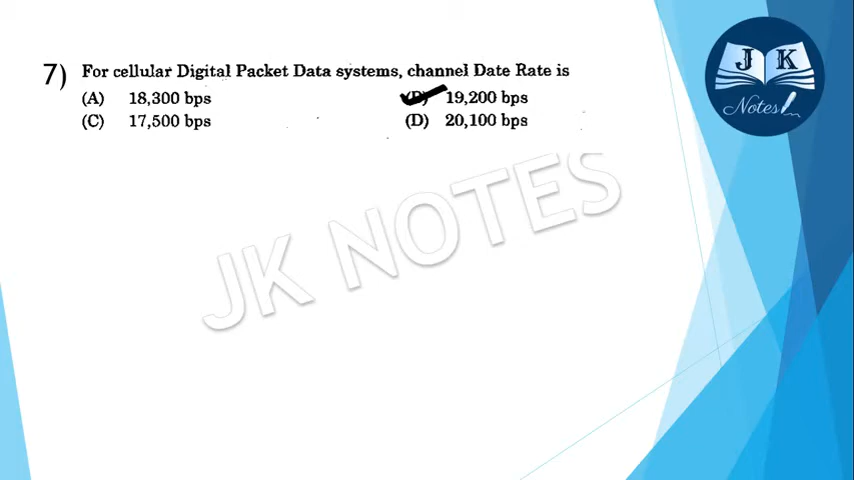 7) For cellular Digital Packet Data systems, channel Date Rate is
(A) 18,300 bps (B) 19,200 bps
(C) 17,500 bps (D) 20,100 bps
JK NOTES
J K
Notes